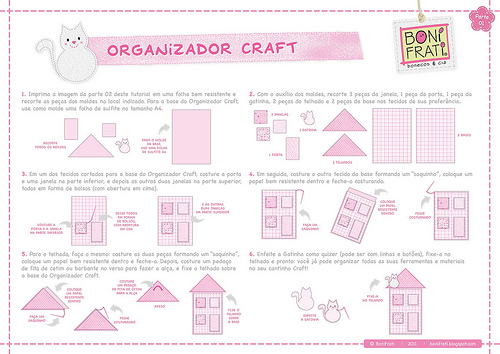 Parte
01
ORGANIZADOR CRAFT
BONi
FRATi
bonecos & cia
1. Imprima a imagem da parte 02 deste tutorial em uma folha bem resistente e
recorte as peças dos moldes no local indicado. Para a base do Organizador Craft,
use como molde uma folha de sulfite no tamanho A4.
RECORTE
TODOS OS MOLDES
PARA O MOLDE
DA BASE,
USE UMA FOLHA
DE SULFITE A4
2. Com o auxílio dos moldes, recorte 3 peças da janela, 1 peça da porta, 1 peça da
gatinha, 2 peças do telhado e 2 peças da base nos tecidos de sua preferência.
3 JANELAS
1 GATINHA
1 PORTA
2 TELHADOS
2 BASES
3. Em um dos tecidos cortados para a base do Organizador Craft, costure a porta
e uma janela na parte inferior, e depois as outras duas janelas na parte superior,
todas em forma de bolsos (com abertura em cima).
COSTURE A
PORTA E A JANELA
NA PARTE INFERIOR
DEIXE TODOS
EM FORMA
DE BOLSOS,
COM ABERTURA
EM CIMA
E AS OUTRAS
DUAS JANELAS
NA PARTE SUPERIOR
4. Em seguida, costure o outro tecido da base formando um "saquinho", coloque um
papel bem resistente dentro e feche-o costurando.
FAÇA UM
SAQUINHO
COLOQUE
UM PAPEL
RESISTENTE
DENTRO
FECHE
COSTURANDO
5. Para o telhado, faça o mesmo: costure as duas peças formando um "saquinho",
coloque um papel bem resistente dentro e feche-o. Depois, costure um pedaço
de fita de cetim ou barbante no verso para fazer a alça, e fixe o telhado sobre
a base do Organizador Craft.
FAÇA UM
SAQUINHO
COLOQUE
UM PAPEL
RESISTENTE
DENTRO
FECHE
COSTURANDO
COSTURE
UM PEDAÇO
DE FITA DE CETIM
PARA A ALÇA
VERSO
FIXE O
TELHADO
SOBRE
A BASE
6. Enfeite a Gatinha como quiser (pode ser com linhas e botões), fixe-a no
telhado e pronto: você já pode organizar todas as suas ferramentas e materiais
no seu cantinho Craft!
ENFEITE
A GATINHA
FIXE-A
NO TELHADO
© Boni Frati | 2011 | bonifrati.blogspot.com